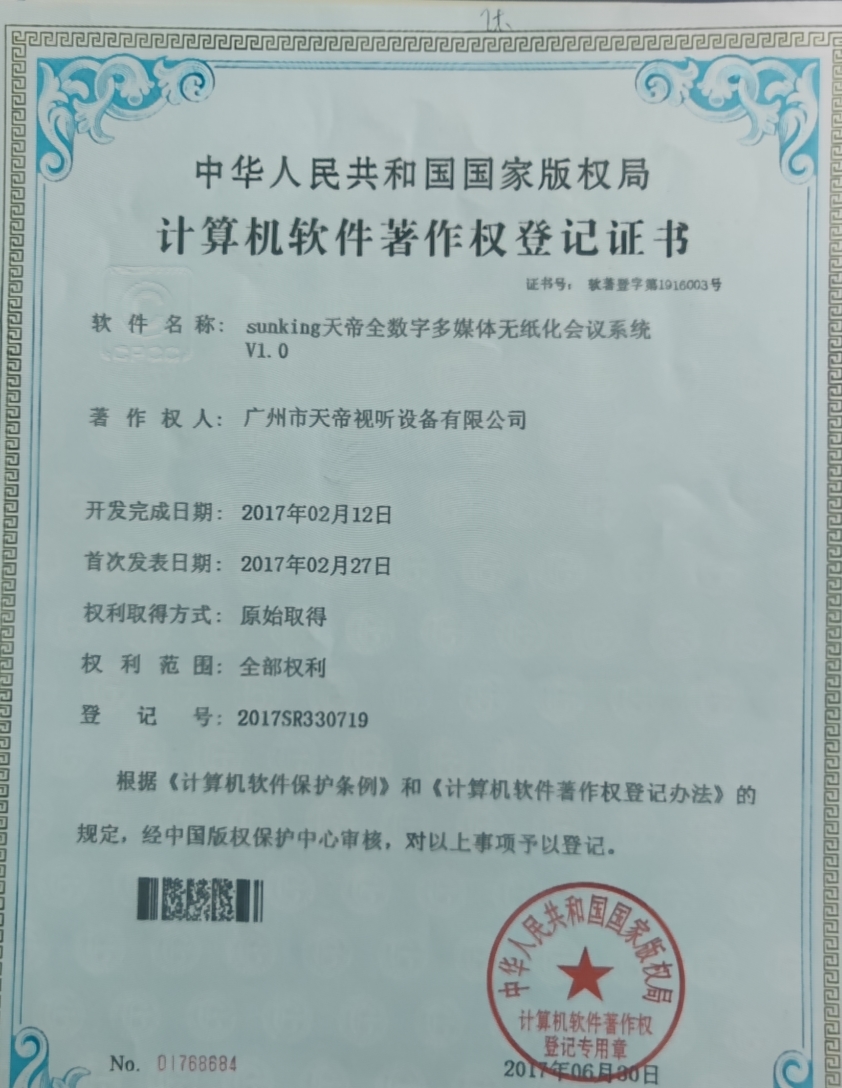 中华人民共和国国家版权局
计算机软件著作权登记证书
证书号： 软著登字第1916003号
软件名称： sunking天帝全数字多媒体无纸化会议系统
V1.0
著作权人： 广州市天帝视听设备有限公司
开发完成日期： 2017年02月12日
首次发表日期： 2017年02月27日
权利取得方式： 原始取得
权利范围： 全部权利
登记号： 2017SR330719
根据《计算机软件保护条例》和《计算机软件著作权登记办法》的
规定，经中国版权保护中心审核，对以上事项予以登记。
中华人民共和国国家版权局
计算机软件著作权
登记专用章
No. 01768684
2017年06月30日